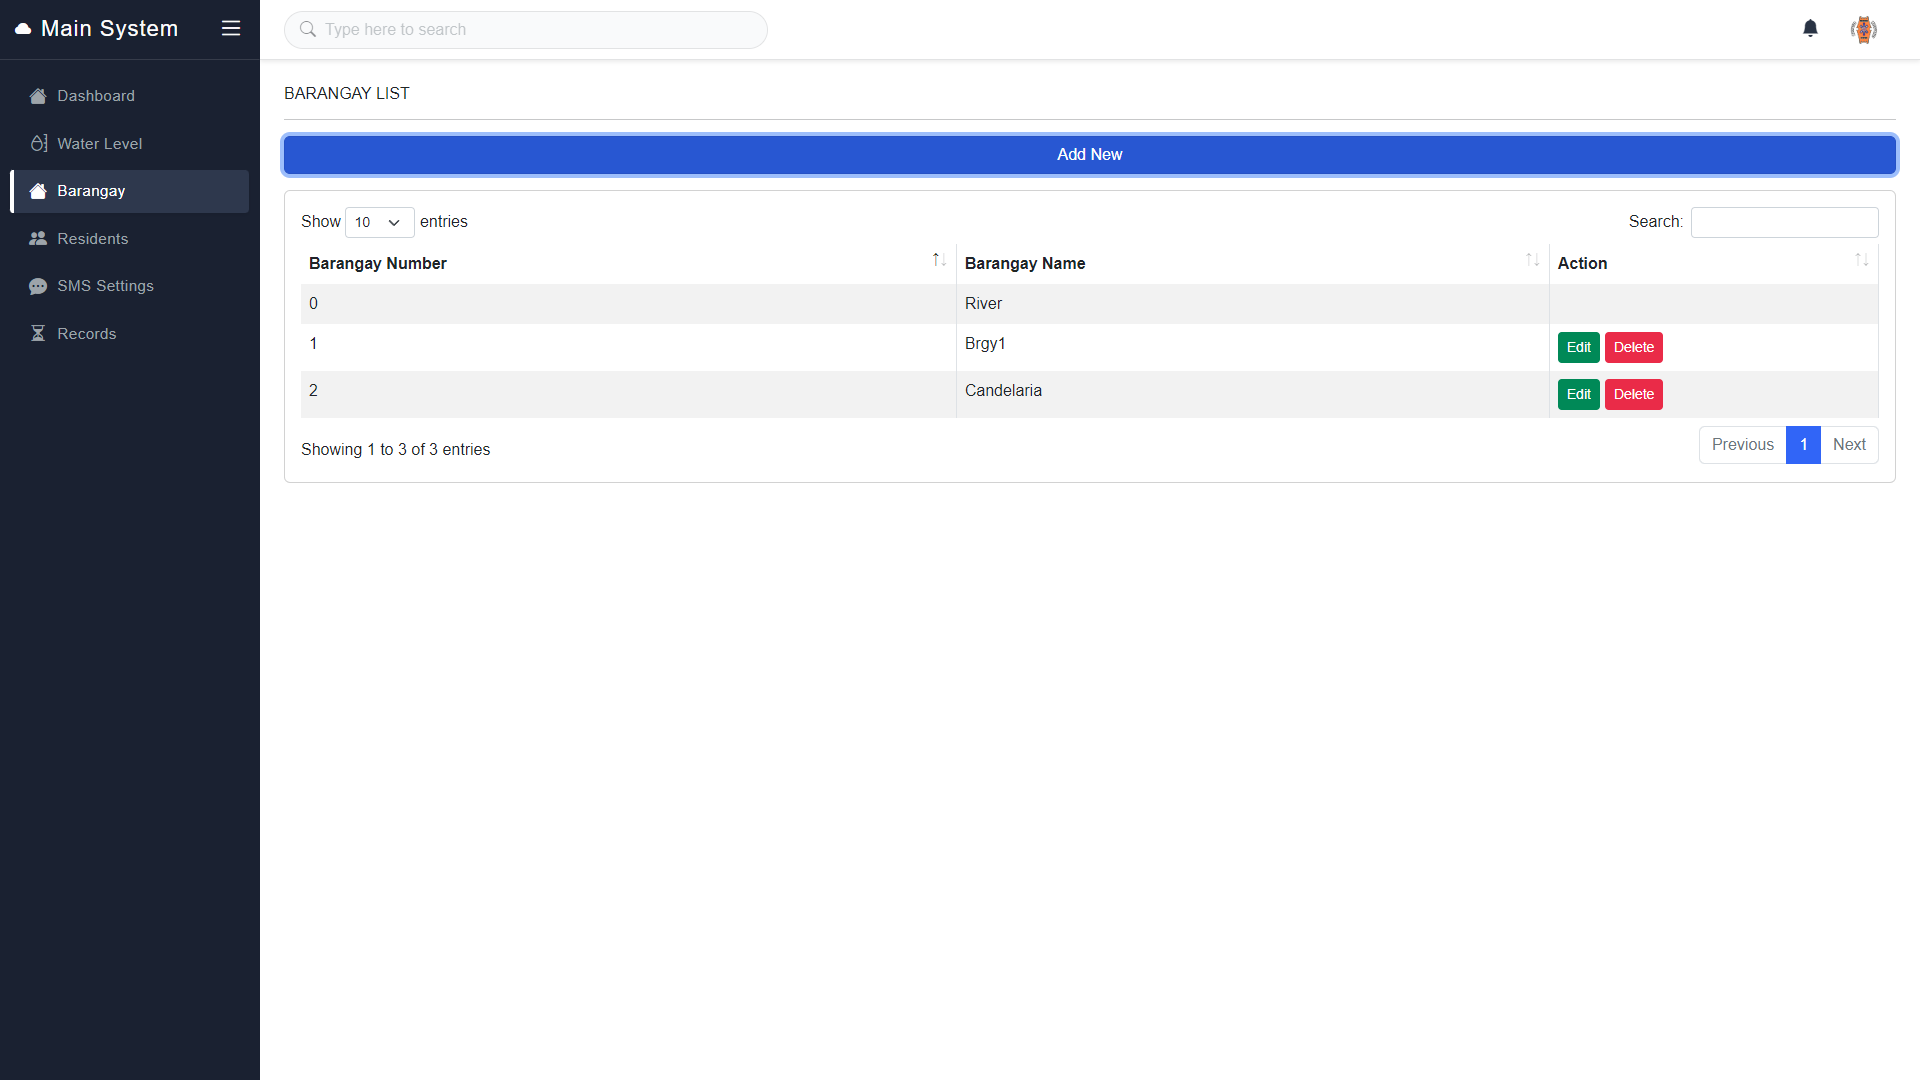 Main System
Type here to search
Dashboard
Water Level
Barangay
Residents
SMS Settings
Records
BARANGAY LIST
Add New
Show 10 entries
Search:
Barangay Number Barangay Name Action
0 River
1 Brgy1 Edit Delete
2 Candelaria Edit Delete
Showing 1 to 3 of 3 entries
Previous 1 Next